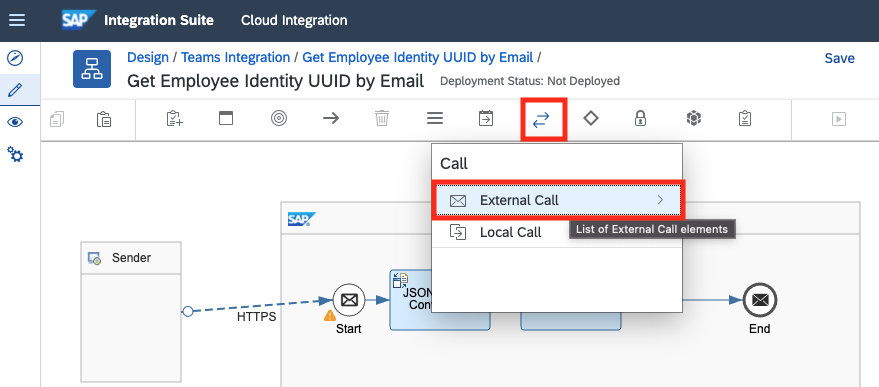 SAP Integration Suite Cloud Integration
Design / Teams Integration / Get Employee Identity UUID by Email /
Save
Get Employee Identity UUID by Email Deployment Status: Not Deployed
Call
External Call
List of External Call elements
Local Call
SAP
Sender
JSON
HTTPS
Start
End